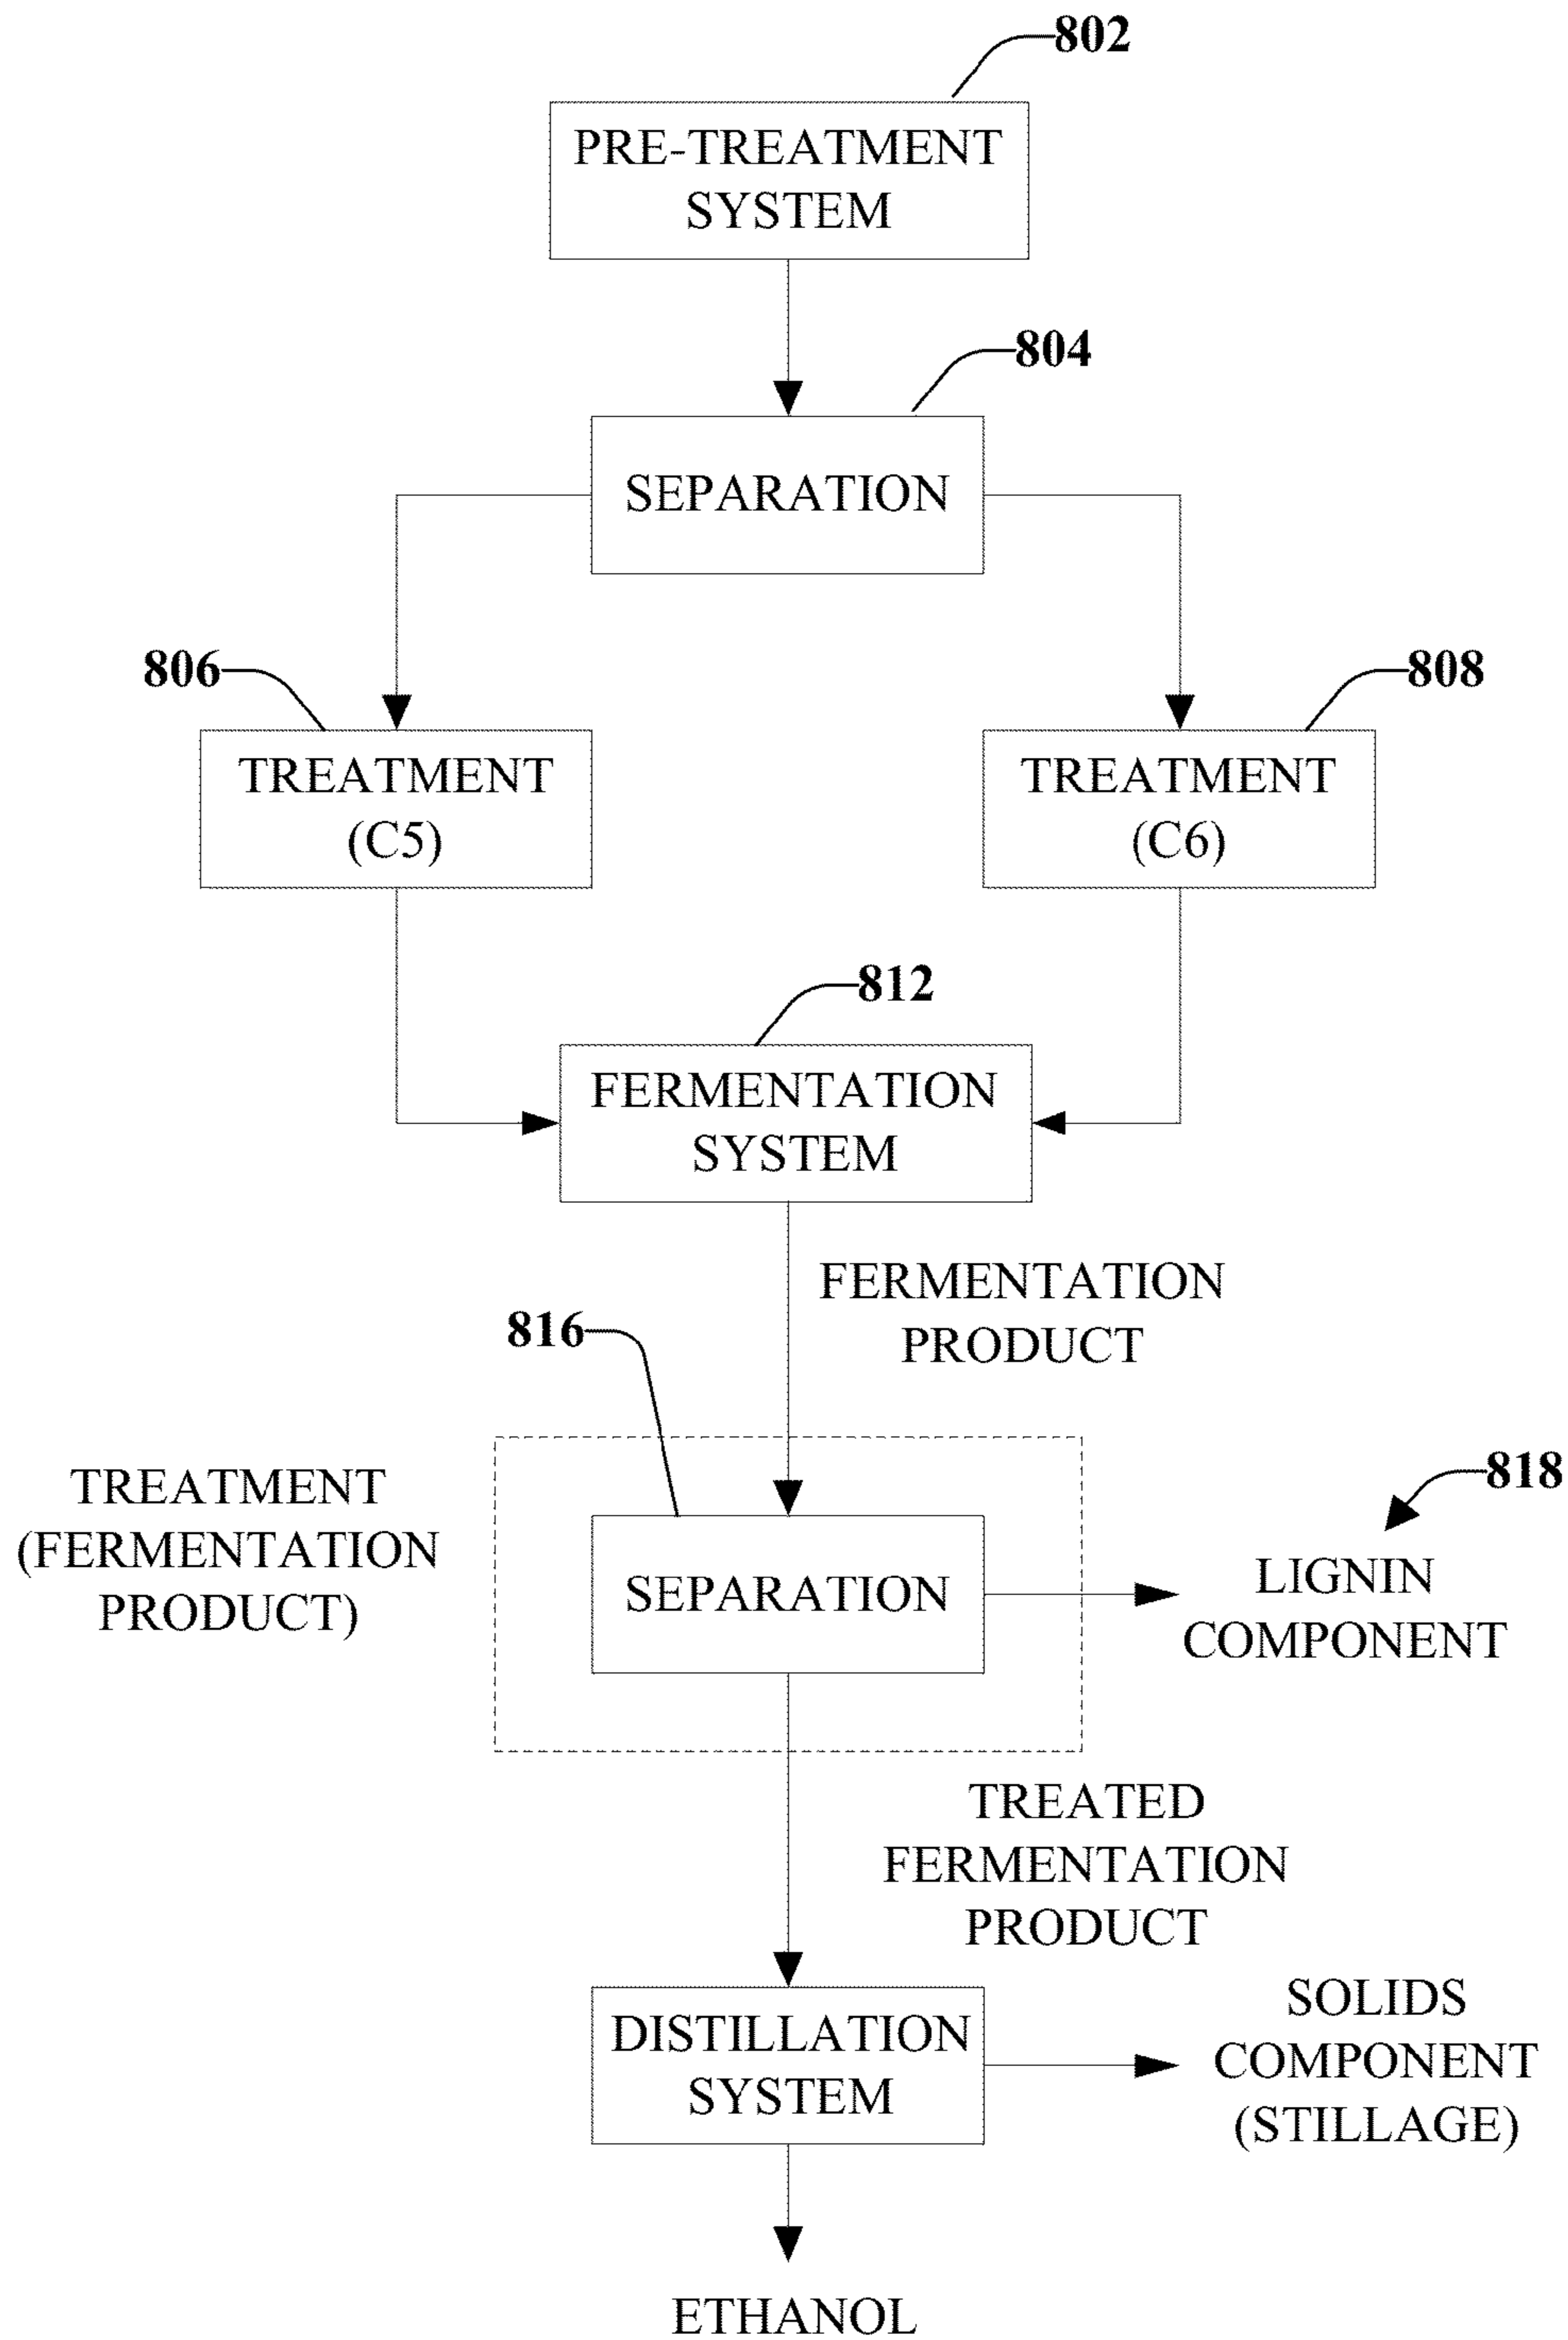 802
PRE-TREATMENT
SYSTEM
804
SEPARATION
806
808
TREATMENT
(C5)
TREATMENT
(C6)
812
FERMENTATION
SYSTEM
FERMENTATION
PRODUCT
816
TREATMENT
(FERMENTATION
PRODUCT)
SEPARATION
818
LIGNIN
COMPONENT
TREATED
FERMENTATION
PRODUCT
DISTILLATION
SYSTEM
SOLIDS
COMPONENT
(STILLAGE)
ETHANOL